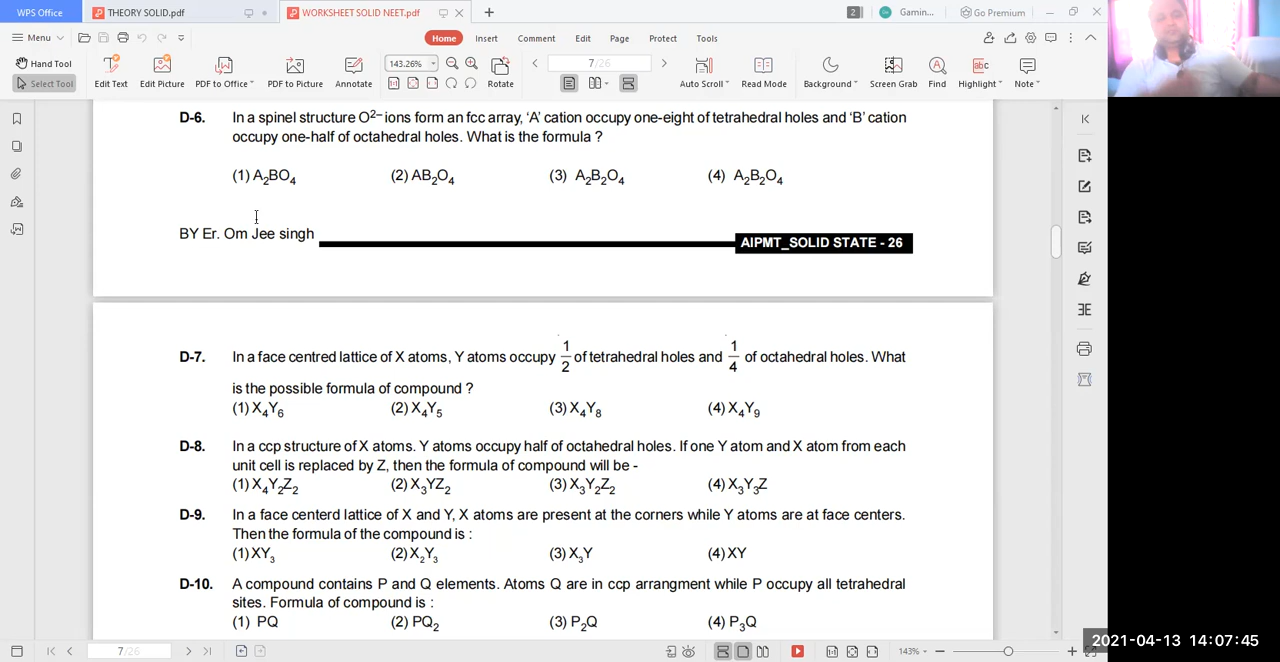 WPS Office THEORY SOLID.pdf WORKSHEET SOLID NEET.pdf 2 Gamin... Go Premium
Menu Home Insert Comment Edit Page Protect Tools
Hand Tool 143.26% 7/26
Select Tool Edit Text Edit Picture PDF to Office PDF to Picture Annotate Rotate Auto Scroll Read Mode Background Screen Grab Find Highlight Note
D-6. In a spinel structure O²⁻ ions form an fcc array, ‘A’ cation occupy one-eight of tetrahedral holes and ‘B’ cation
occupy one-half of octahedral holes. What is the formula ?
(1) A₂BO₄ (2) AB₂O₄ (3) A₂B₂O₄ (4) A₂B₂O₄
BY Er. Om Jee singh AIPMT_SOLID STATE - 26
D-7. In a face centred lattice of X atoms, Y atoms occupy 1/2 of tetrahedral holes and 1/4 of octahedral holes. What
is the possible formula of compound ?
(1) X₄Y₆ (2) X₄Y₅ (3) X₄Y₈ (4) X₄Y₉
D-8. In a ccp structure of X atoms. Y atoms occupy half of octahedral holes. If one Y atom and X atom from each
unit cell is replaced by Z, then the formula of compound will be -
(1) X₄Y₂Z₂ (2) X₃YZ₂ (3) X₃Y₂Z₂ (4) X₃Y₃Z
D-9. In a face centerd lattice of X and Y, X atoms are present at the corners while Y atoms are at face centers.
Then the formula of the compound is :
(1) XY₃ (2) X₂Y₃ (3) X₃Y (4) XY
D-10. A compound contains P and Q elements. Atoms Q are in ccp arrangment while P occupy all tetrahedral
sites. Formula of compound is :
(1) PQ (2) PQ₂ (3) P₂Q (4) P₃Q
7/26 143%
2021-04-13 14:07:45